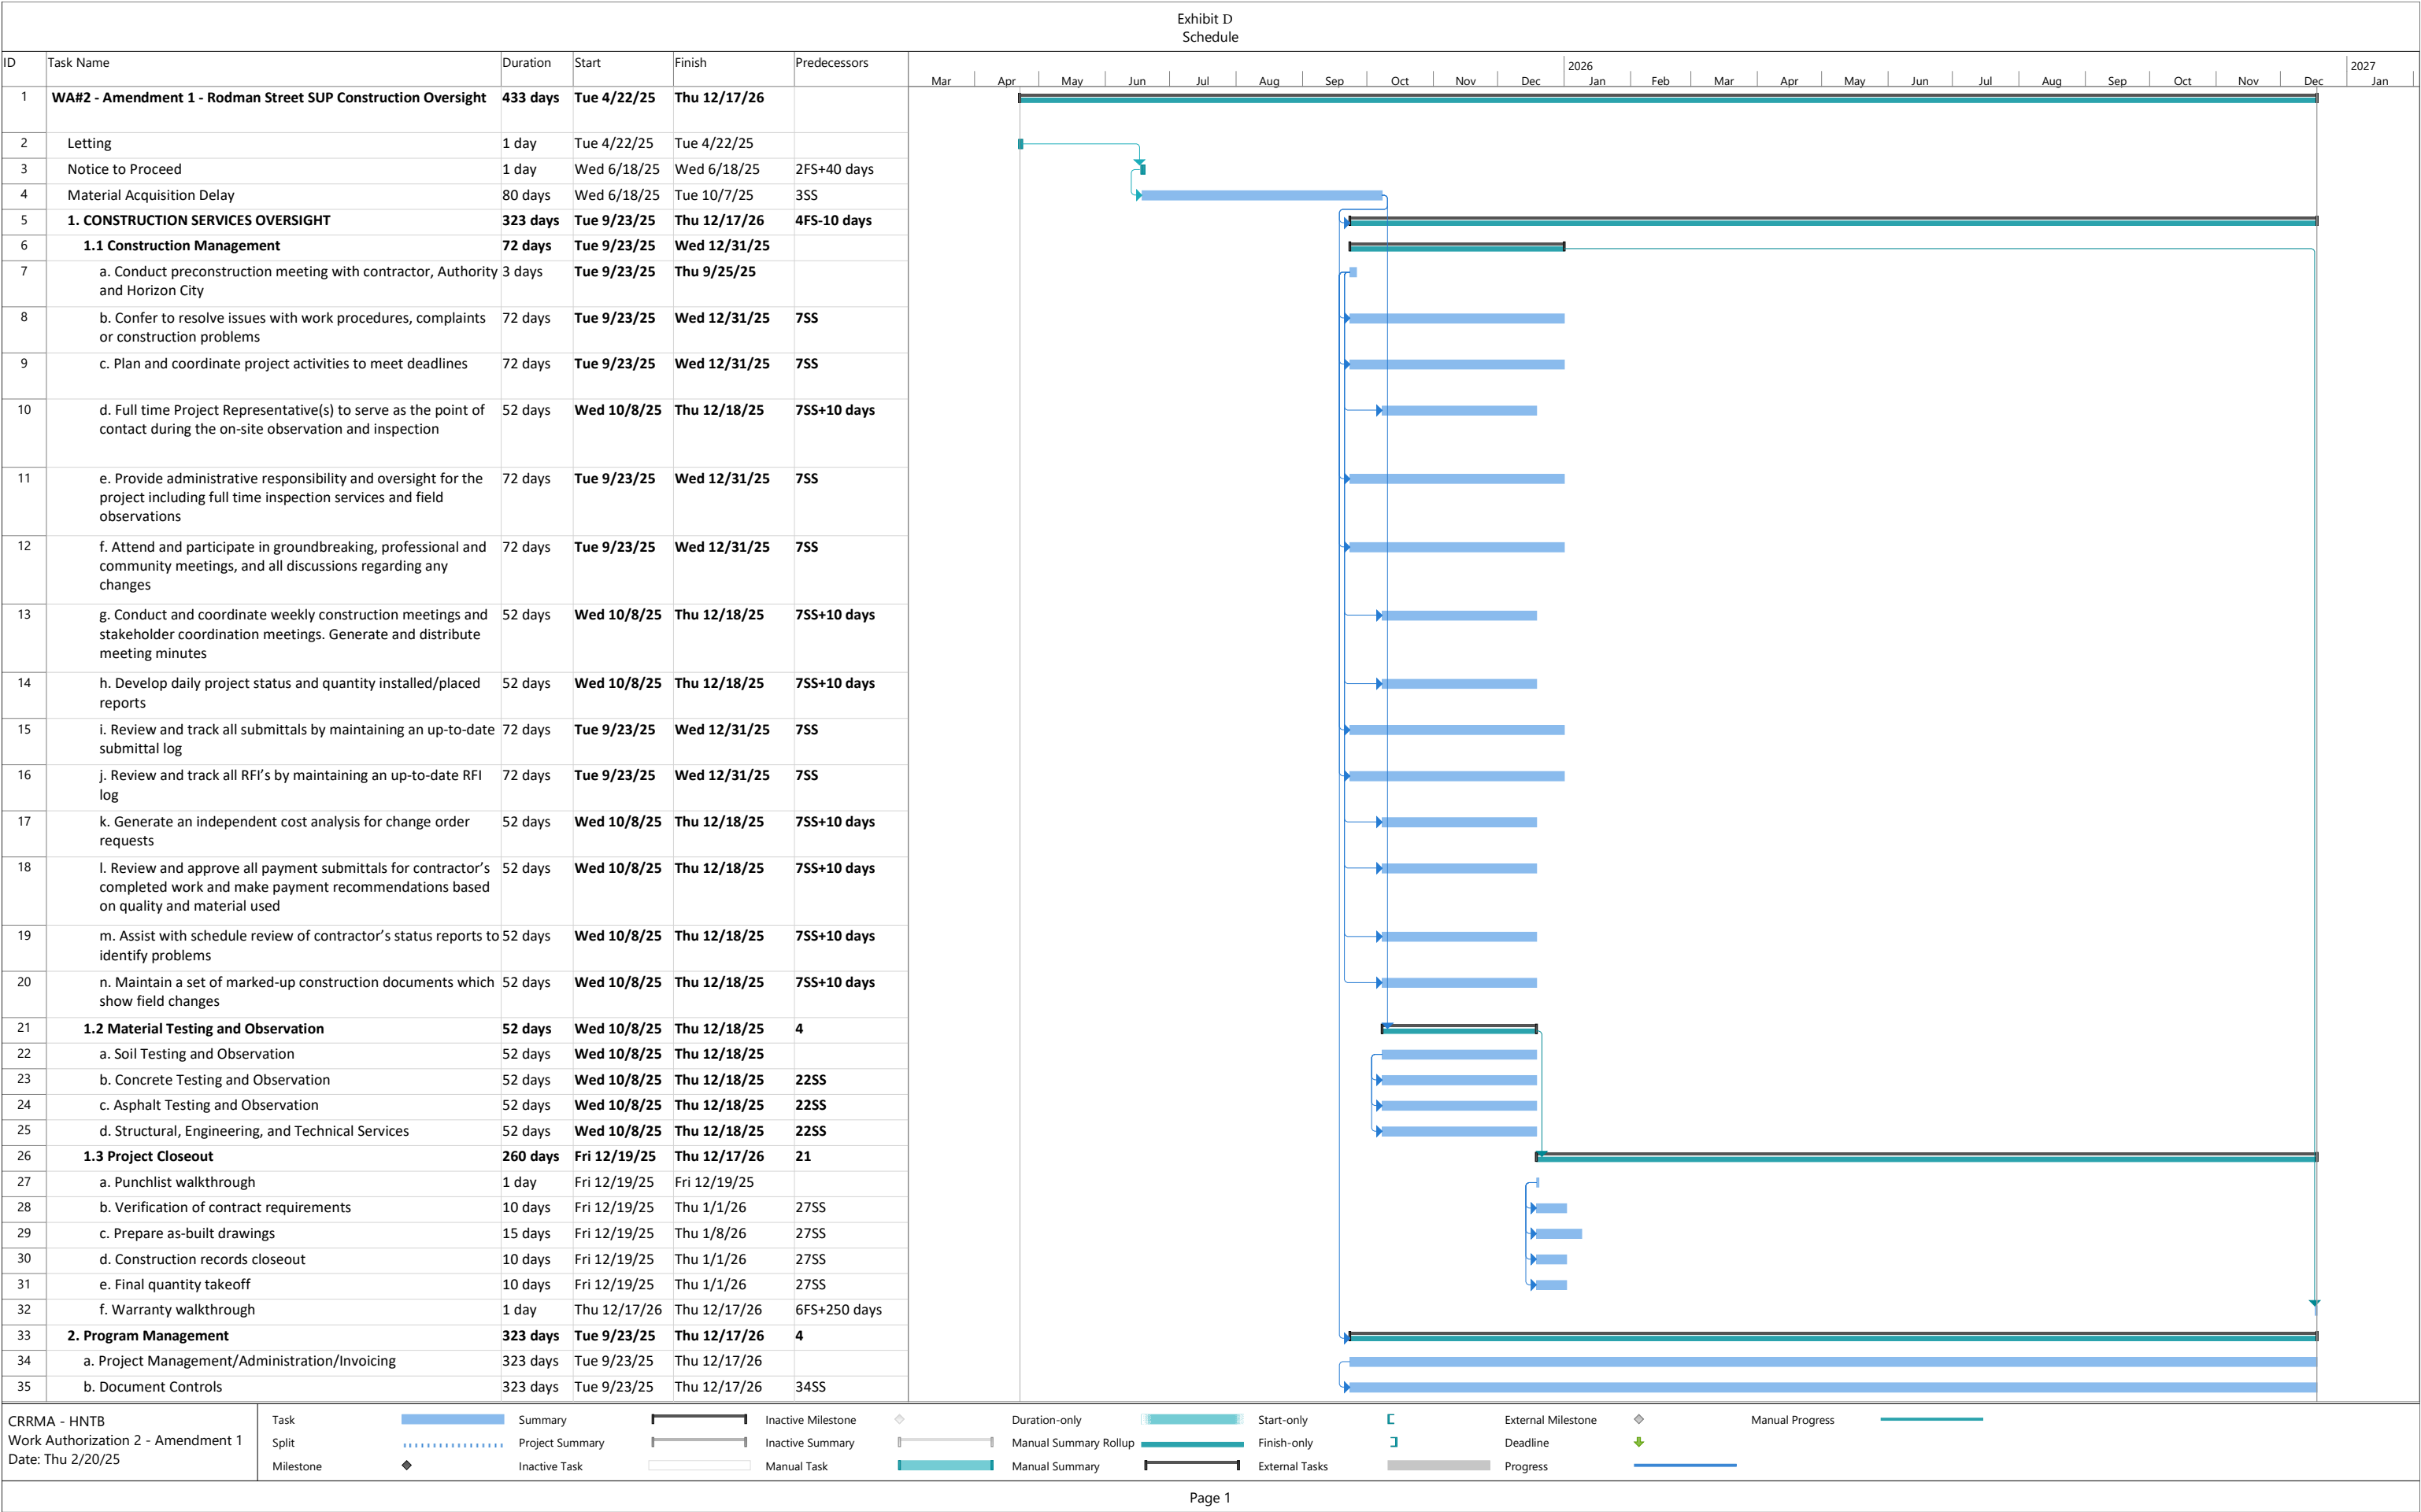 Exhibit D
Schedule
ID Task Name Duration Start Finish Predecessors
2026 2027
Mar Apr May Jun Jul Aug Sep Oct Nov Dec Jan Feb Mar Apr May Jun Jul Aug Sep Oct Nov Dec Jan
1 WA#2 - Amendment 1 - Rodman Street SUP Construction Oversight 433 days Tue 4/22/25 Thu 12/17/26
2 Letting 1 day Tue 4/22/25 Tue 4/22/25
3 Notice to Proceed 1 day Wed 6/18/25 Wed 6/18/25 2FS+40 days
4 Material Acquisition Delay 80 days Wed 6/18/25 Tue 10/7/25 3SS
5 1. CONSTRUCTION SERVICES OVERSIGHT 323 days Tue 9/23/25 Thu 12/17/26 4FS-10 days
6 1.1 Construction Management 72 days Tue 9/23/25 Wed 12/31/25
7 a. Conduct preconstruction meeting with contractor, Authority 3 days Tue 9/23/25 Thu 9/25/25
and Horizon City
8 b. Confer to resolve issues with work procedures, complaints 72 days Tue 9/23/25 Wed 12/31/25 7SS
or construction problems
9 c. Plan and coordinate project activities to meet deadlines 72 days Tue 9/23/25 Wed 12/31/25 7SS
10 d. Full time Project Representative(s) to serve as the point of 52 days Wed 10/8/25 Thu 12/18/25 7SS+10 days
contact during the on-site observation and inspection
11 e. Provide administrative responsibility and oversight for the 72 days Tue 9/23/25 Wed 12/31/25 7SS
project including full time inspection services and field
observations
12 f. Attend and participate in groundbreaking, professional and 72 days Tue 9/23/25 Wed 12/31/25 7SS
community meetings, and all discussions regarding any
changes
13 g. Conduct and coordinate weekly construction meetings and 52 days Wed 10/8/25 Thu 12/18/25 7SS+10 days
stakeholder coordination meetings. Generate and distribute
meeting minutes
14 h. Develop daily project status and quantity installed/placed 52 days Wed 10/8/25 Thu 12/18/25 7SS+10 days
reports
15 i. Review and track all submittals by maintaining an up-to-date 72 days Tue 9/23/25 Wed 12/31/25 7SS
submittal log
16 j. Review and track all RFI’s by maintaining an up-to-date RFI 72 days Tue 9/23/25 Wed 12/31/25 7SS
log
17 k. Generate an independent cost analysis for change order 52 days Wed 10/8/25 Thu 12/18/25 7SS+10 days
requests
18 l. Review and approve all payment submittals for contractor’s 52 days Wed 10/8/25 Thu 12/18/25 7SS+10 days
completed work and make payment recommendations based
on quality and material used
19 m. Assist with schedule review of contractor’s status reports to 52 days Wed 10/8/25 Thu 12/18/25 7SS+10 days
identify problems
20 n. Maintain a set of marked-up construction documents which 52 days Wed 10/8/25 Thu 12/18/25 7SS+10 days
show field changes
21 1.2 Material Testing and Observation 52 days Wed 10/8/25 Thu 12/18/25 4
22 a. Soil Testing and Observation 52 days Wed 10/8/25 Thu 12/18/25
23 b. Concrete Testing and Observation 52 days Wed 10/8/25 Thu 12/18/25 22SS
24 c. Asphalt Testing and Observation 52 days Wed 10/8/25 Thu 12/18/25 22SS
25 d. Structural, Engineering, and Technical Services 52 days Wed 10/8/25 Thu 12/18/25 22SS
26 1.3 Project Closeout 260 days Fri 12/19/25 Thu 12/17/26 21
27 a. Punchlist walkthrough 1 day Fri 12/19/25 Fri 12/19/25
28 b. Verification of contract requirements 10 days Fri 12/19/25 Thu 1/1/26 27SS
29 c. Prepare as-built drawings 15 days Fri 12/19/25 Thu 1/8/26 27SS
30 d. Construction records closeout 10 days Fri 12/19/25 Thu 1/1/26 27SS
31 e. Final quantity takeoff 10 days Fri 12/19/25 Thu 1/1/26 27SS
32 f. Warranty walkthrough 1 day Thu 12/17/26 Thu 12/17/26 6FS+250 days
33 2. Program Management 323 days Tue 9/23/25 Thu 12/17/26 4
34 a. Project Management/Administration/Invoicing 323 days Tue 9/23/25 Thu 12/17/26
35 b. Document Controls 323 days Tue 9/23/25 Thu 12/17/26 34SS
CRRMA - HNTB
Work Authorization 2 - Amendment 1
Date: Thu 2/20/25
Task Summary Inactive Milestone Duration-only Start-only External Milestone Manual Progress
Split Project Summary Inactive Summary Manual Summary Rollup Finish-only Deadline
Milestone Inactive Task Manual Task Manual Summary External Tasks Progress
Page 1